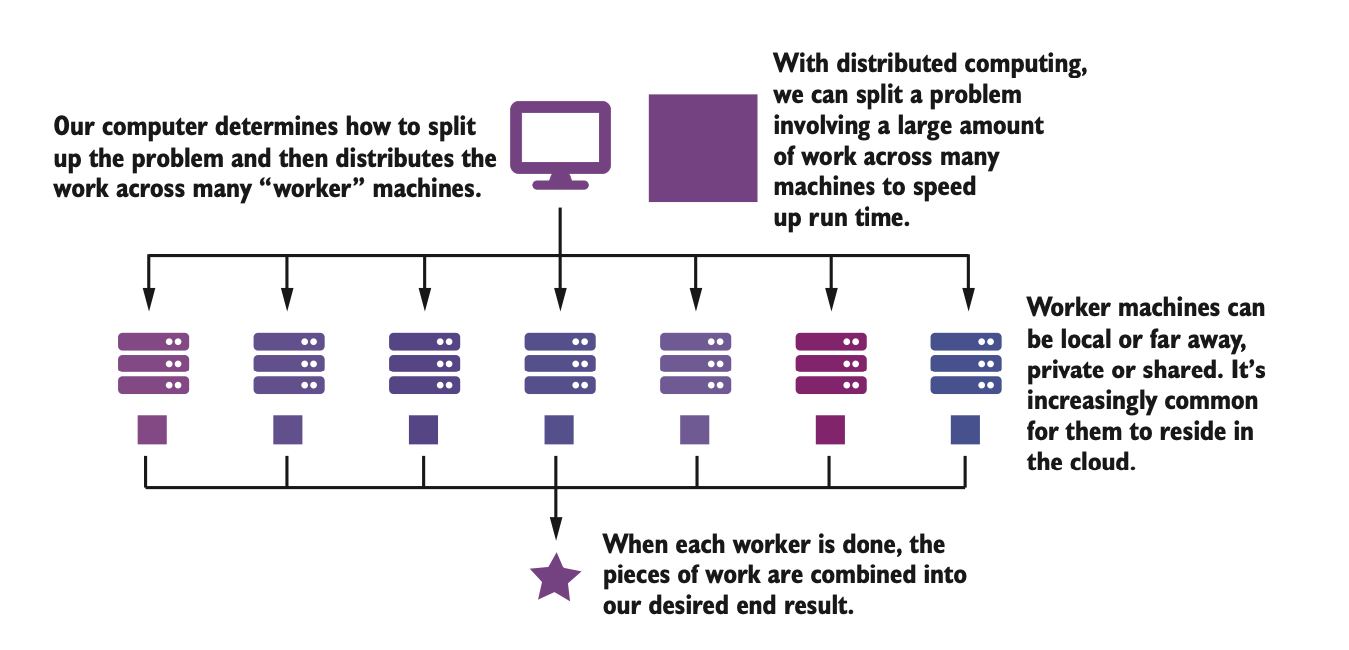 Our computer determines how to split
up the problem and then distributes the
work across many “worker” machines.
With distributed computing,
we can split a problem
involving a large amount
of work across many
machines to speed
up run time.
Worker machines can
be local or far away,
private or shared. It’s
increasingly common
for them to reside in
the cloud.
When each worker is done, the
pieces of work are combined into
our desired end result.